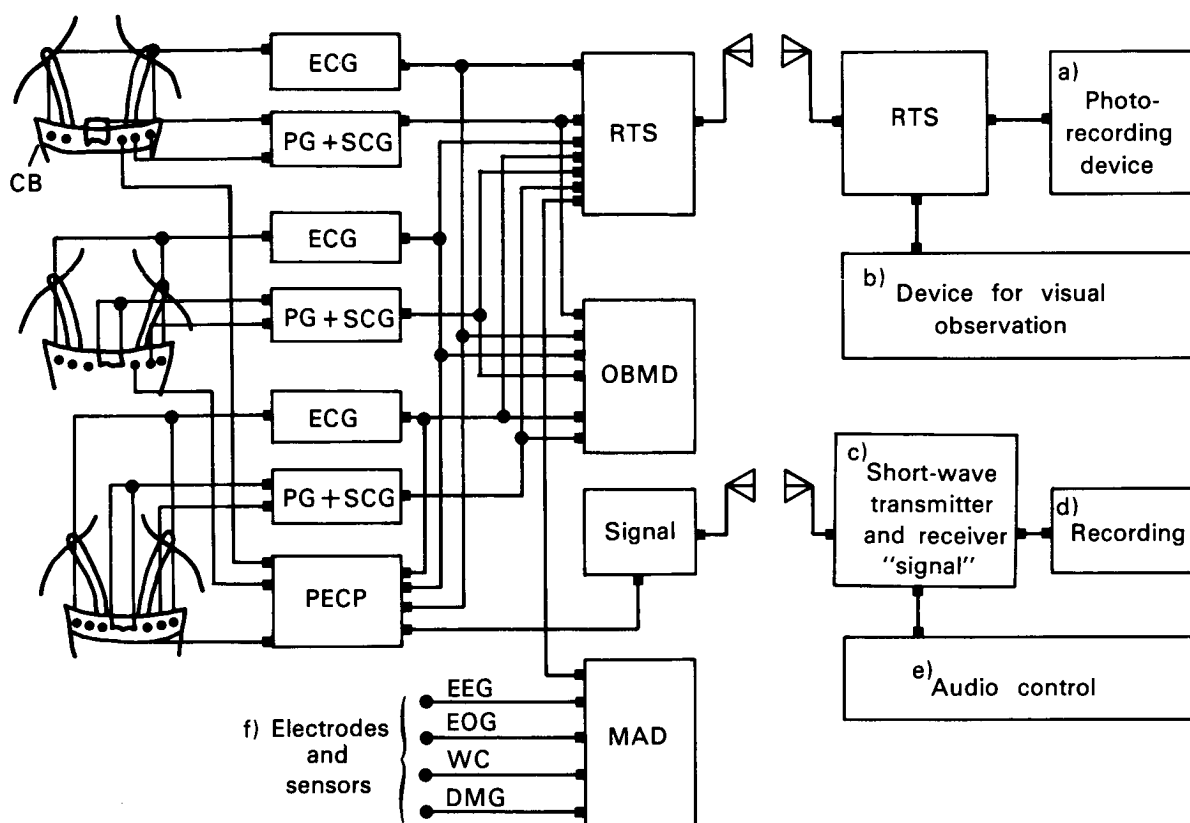 ECG
PG+SCG
CB
ECG
PG+SCG
ECG
PG+SCG
PECP
RTS
OBMD
Signal
MAD
EEG
EOG
WC
DMG
f) Electrodes
and
sensors
RTS
a)
Photo-
recording
device
b) Device for visual
observation
c) Short-wave
transmitter
and receiver
"signal"
d)
Recording
e) Audio control